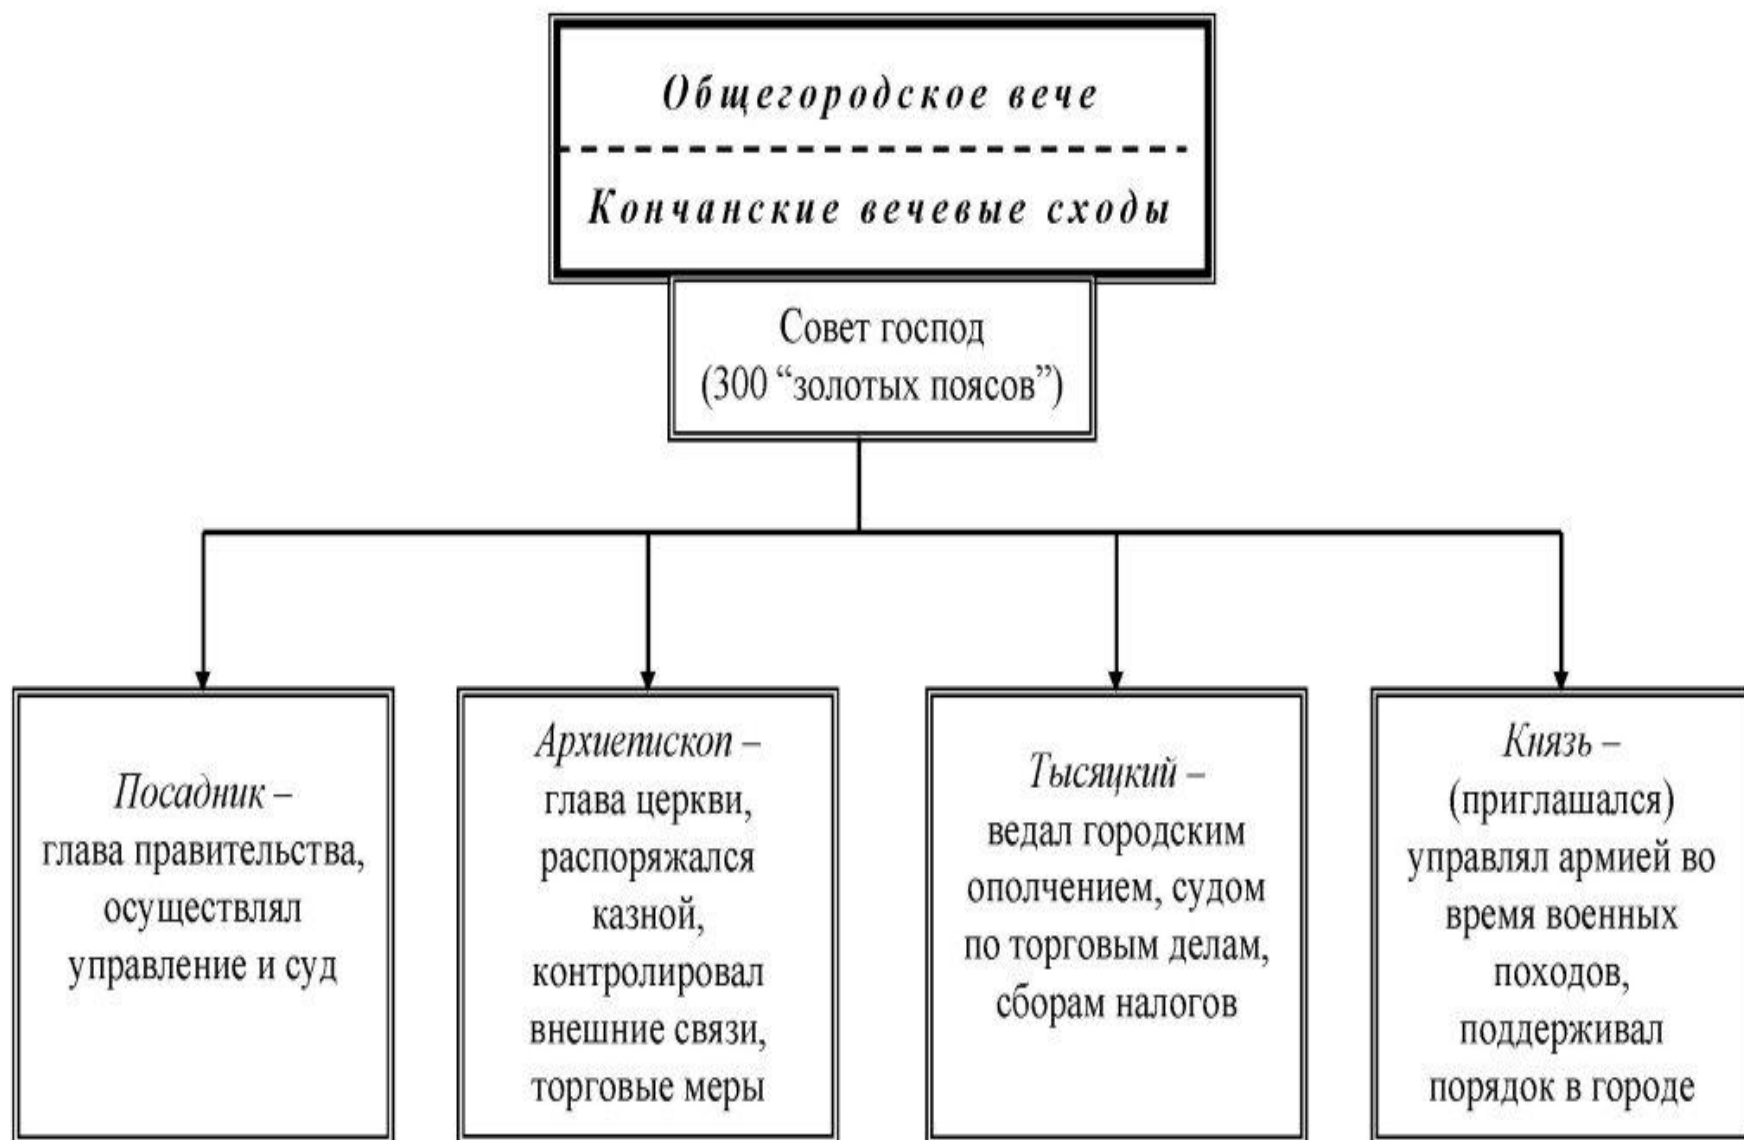 Общегородское вече
Кончанские вечевые сходы
Совет господ
(300 “золотых поясов”)
Посадник –
глава правительства,
осуществлял
управление и суд
Архиепископ –
глава церкви,
распоряжался
казной,
контролировал
внешние связи,
торговые меры
Тысяцкий –
ведал городским
ополчением, судом
по торговым делам,
сборам налогов
Князь –
(приглашался)
управлял армией во
время военных
походов,
поддерживал
порядок в городе